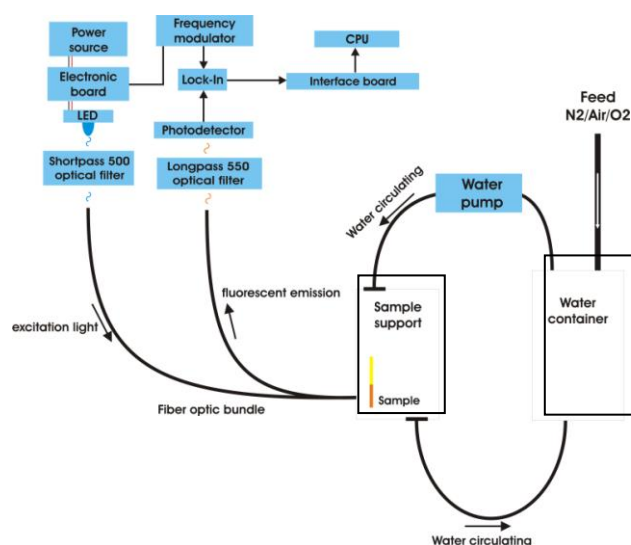 Power
source
Frequency
modulator
CPU
Electronic
board
Lock-In
Interface board
LED
Photodetector
Feed
N2/Air/O2
Shortpass 500
optical filter
Longpass 550
optical filter
Water circulating
Water
pump
fluorescent emission
Sample
support
Water
container
excitation light
Sample
Fiber optic bundle
Water circulating